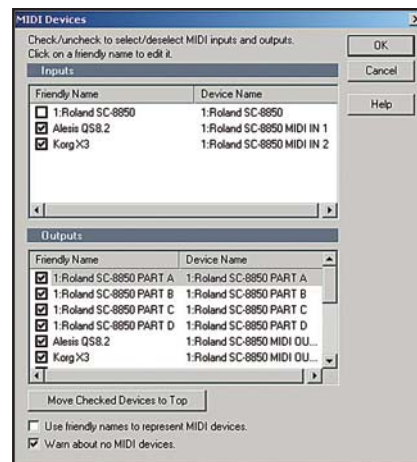 MIDI Devices
Check/uncheck to select/deselect MIDI inputs and outputs.
Click on a friendly name to edit it.
OK
Cancel
Help
Inputs
Friendly Name Device Name
1:Roland SC-8850 1:Roland SC-8850
Alesis QS8.2 1:Roland SC-8850 MIDI IN 1
Korg X3 1:Roland SC-8850 MIDI IN 2
Outputs
Friendly Name Device Name
1:Roland SC-8850 PART A 1:Roland SC-8850 PART A
1:Roland SC-8850 PART B 1:Roland SC-8850 PART B
1:Roland SC-8850 PART C 1:Roland SC-8850 PART C
1:Roland SC-8850 PART D 1:Roland SC-8850 PART D
Alesis QS8.2 1:Roland SC-8850 MIDI OU...
Korg X3 1:Roland SC-8850 MIDI OU...
Move Checked Devices to Top
Use friendly names to represent MIDI devices.
Warn about no MIDI devices.